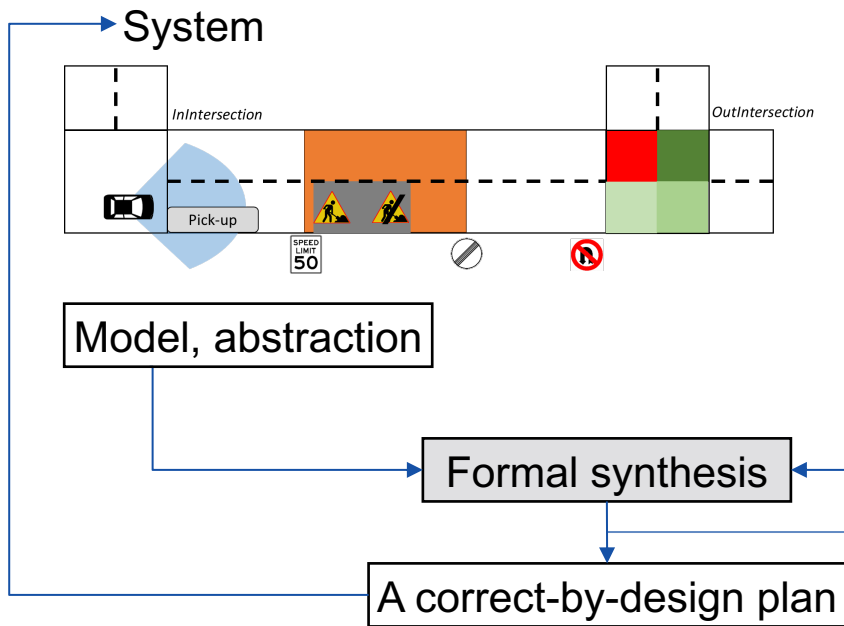 System
InIntersection
OutIntersection
Pick-up
SPEED
LIMIT
50
Model, abstraction
Formal synthesis
A correct-by-design plan